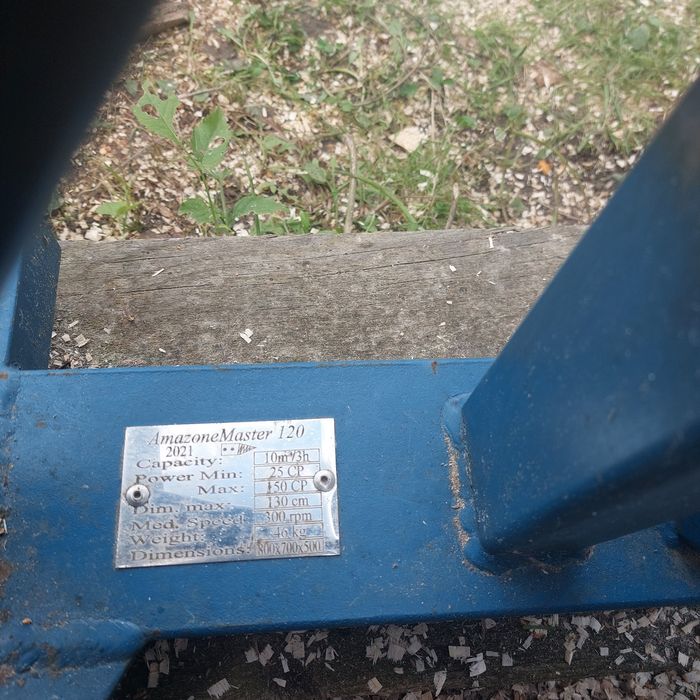 AmazoneMaster 120
2021
Capacity: 10m³/3h
Power Min: 25 CP
Max: 150 CP
Dim. max: 130 cm
Med. Speed 300 rpm
Weight: 46 kg
Dimensions: 800x700x500